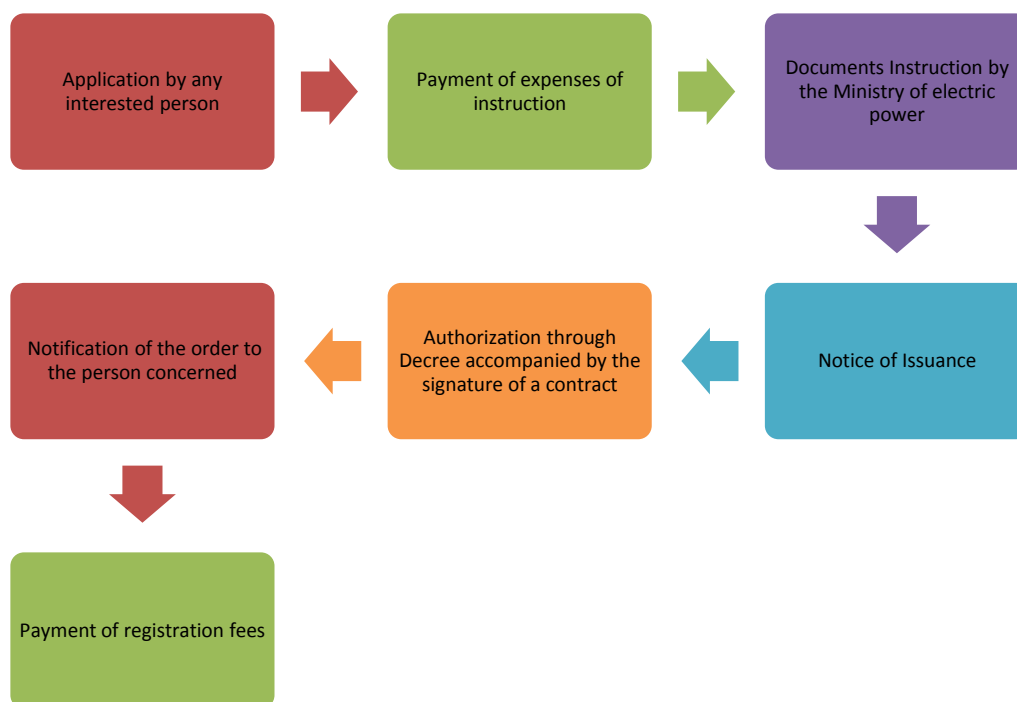 Application by any
interested person
Payment of expenses of
instruction
Documents Instruction by
the Ministry of electric
power
Notice of Issuance
Authorization through
Decree accompanied by the
signature of a contract
Notification of the order to
the person concerned
Payment of registration fees